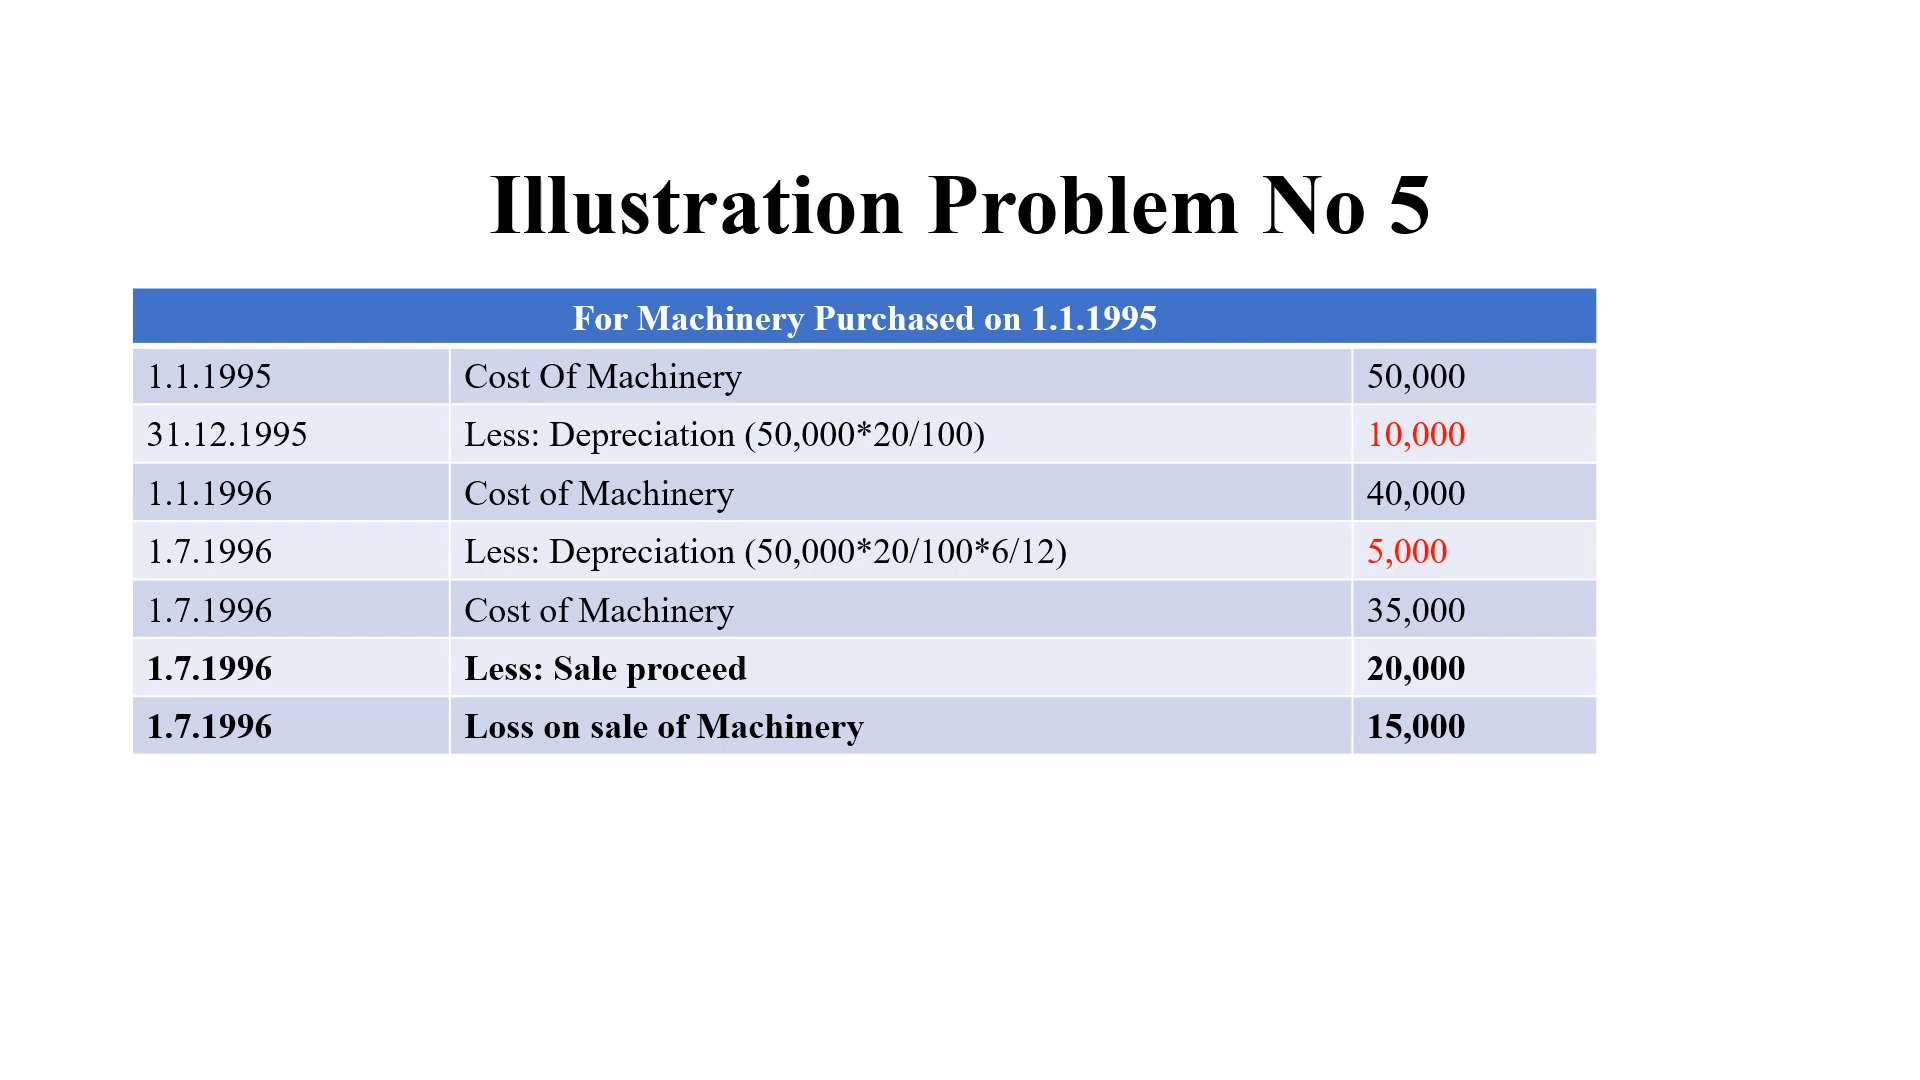 Illustration Problem No 5
For Machinery Purchased on 1.1.1995
1.1.1995 Cost Of Machinery 50,000
31.12.1995 Less: Depreciation (50,000*20/100) 10,000
1.1.1996 Cost of Machinery 40,000
1.7.1996 Less: Depreciation (50,000*20/100*6/12) 5,000
1.7.1996 Cost of Machinery 35,000
1.7.1996 Less: Sale proceed 20,000
1.7.1996 Loss on sale of Machinery 15,000